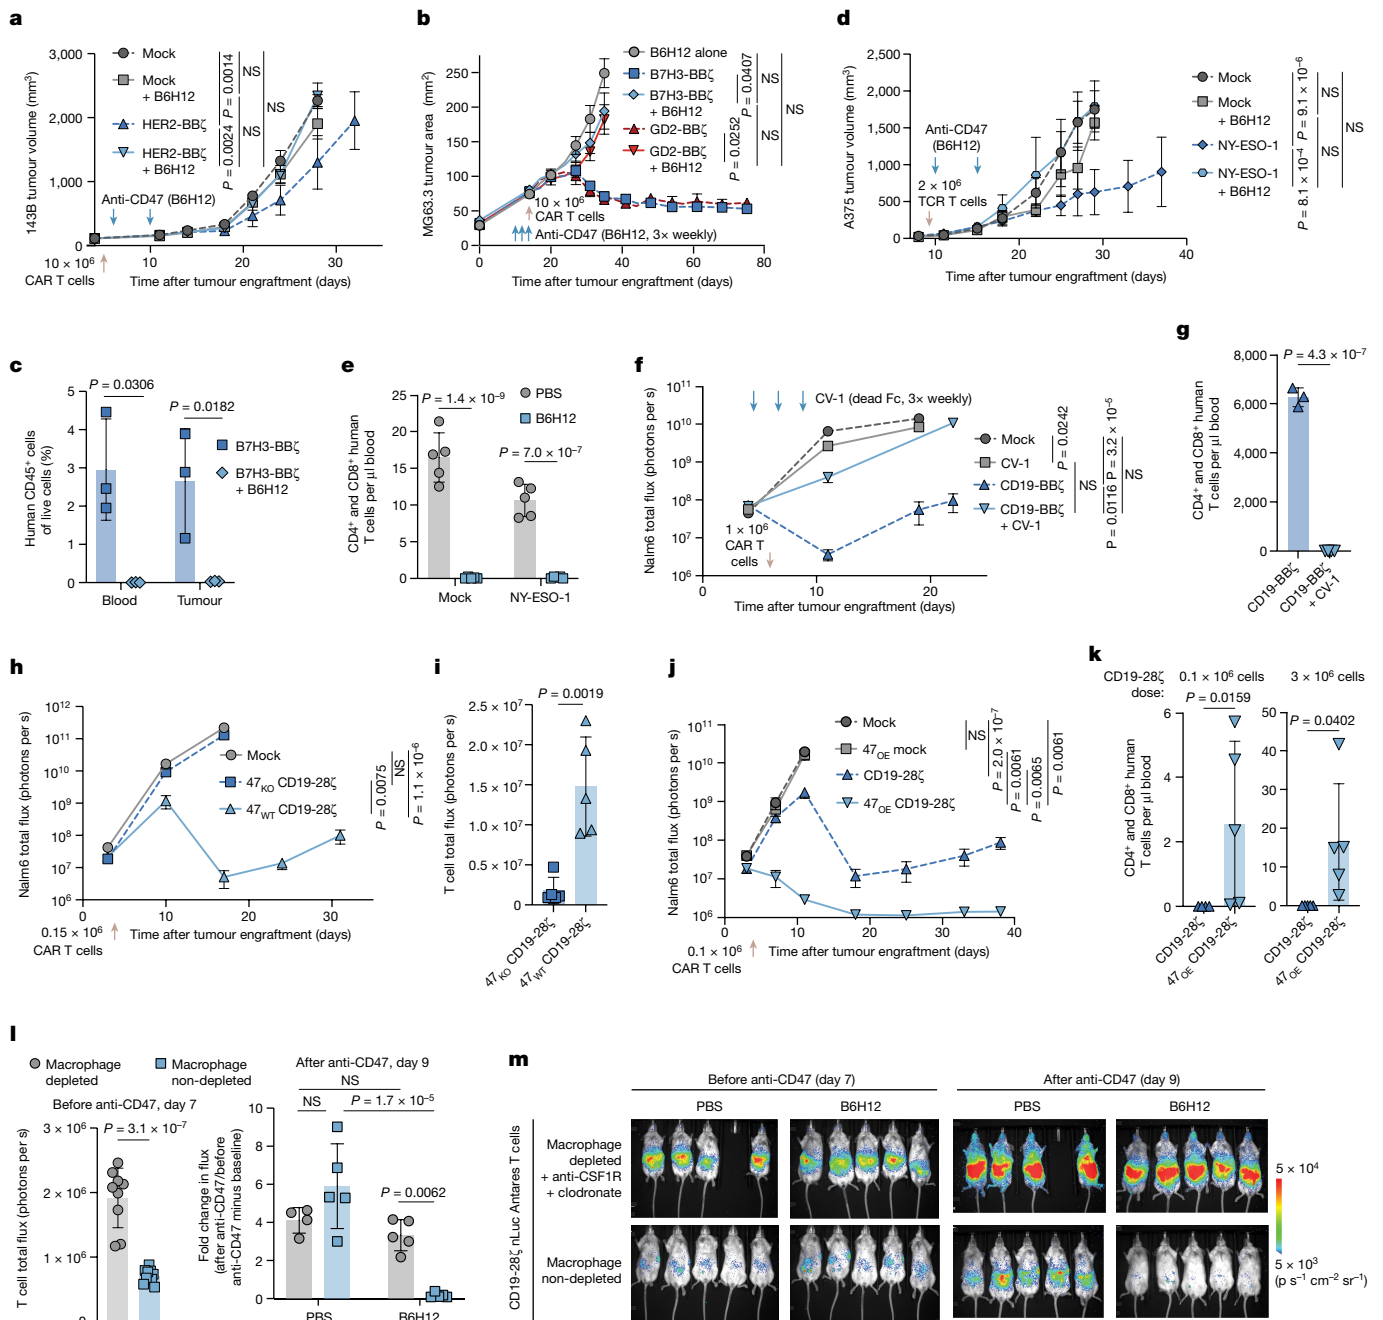 a
143B tumour volume (mm³)
3,000
2,000
1,000
0
Mock
Mock
+ B6H12
HER2-BBζ
HER2-BBζ
+ B6H12
P = 0.0024 P = 0.0014
NS
NS
NS
Anti-CD47 (B6H12)
10 20 30
10 × 10⁶
CAR T cells
Time after tumour engraftment (days)
b
MG63.3 tumour area (mm²)
250
200
150
100
50
0
B6H12 alone
B7H3-BBζ
B7H3-BBζ
+ B6H12
GD2-BBζ
GD2-BBζ
+ B6H12
P = 0.0252
P = 0.0407
NS
NS
NS
10 × 10⁶
CAR T cells
Anti-CD47 (B6H12, 3× weekly)
0 20 40 60 80
Time after tumour engraftment (days)
d
A375 tumour volume (mm³)
2,500
2,000
1,500
1,000
500
0
Anti-CD47
(B6H12)
2 × 10⁶
TCR T cells
Mock
Mock
+ B6H12
NY-ESO-1
NY-ESO-1
+ B6H12
P = 8.1 × 10⁻⁴ P = 9.1 × 10⁻⁶
NS
NS
NS
10 20 30 40
Time after tumour engraftment (days)
c
Human CD45⁺ cells
of live cells (%)
5
4
3
2
1
0
P = 0.0306
P = 0.0182
B7H3-BBζ
B7H3-BBζ
+ B6H12
Blood Tumour
e
CD4⁺ and CD8⁺ human
T cells per µl blood
25
20
15
10
5
0
PBS
B6H12
P = 1.4 × 10⁻⁹
P = 7.0 × 10⁻⁷
Mock NY-ESO-1
f
Nalm6 total flux (photons per s)
10¹¹
10¹⁰
10⁹
10⁸
10⁷
10⁶
CV-1 (dead Fc, 3× weekly)
Mock
CV-1
CD19-BBζ
CD19-BBζ
+ CV-1
P = 0.0242
NS
P = 0.0116 P = 3.2 × 10⁻⁵
NS
1 × 10⁶
CAR T
cells
0 10 20
Time after tumour engraftment (days)
g
CD4⁺ and CD8⁺ human
T cells per µl blood
8,000
6,000
4,000
2,000
0
P = 4.3 × 10⁻⁷
CD19-BBζ
CD19-BBζ
+ CV-1
h
Nalm6 total flux (photons per s)
10¹²
10¹¹
10¹⁰
10⁹
10⁸
10⁷
10⁶
Mock
47KO CD19-28ζ
47WT CD19-28ζ
P = 0.0075
NS
P = 1.1 × 10⁻⁶
0 10 20 30
0.15 × 10⁶
CAR T cells
Time after tumour engraftment (days)
i
T cell total flux (photons per s)
2.5 × 10⁷
2.0 × 10⁷
1.5 × 10⁷
1.0 × 10⁷
0.5 × 10⁷
0
P = 0.0019
47KO CD19-28ζ
47WT CD19-28ζ
j
Nalm6 total flux (photons per s)
10¹¹
10¹⁰
10⁹
10⁸
10⁷
10⁶
Mock
47OE mock
CD19-28ζ
47OE CD19-28ζ
NS
P = 2.0 × 10⁻⁷
P = 0.0061
P = 0.0065
P = 0.0061
0 10 20 30 40
0.1 × 10⁶
CAR T cells
Time after tumour engraftment (days)
k
CD19-28ζ
dose:
0.1 × 10⁶ cells
3 × 10⁶ cells
P = 0.0159
P = 0.0402
CD4⁺ and CD8⁺ human
T cells per µl blood
6
4
2
0
50
40
30
20
10
0
CD19-28ζ
47OE CD19-28ζ
CD19-28ζ
47OE CD19-28ζ
l
Macrophage
depleted
Macrophage
non-depleted
Before anti-CD47, day 7
P = 3.1 × 10⁻⁷
T cell total flux (photons per s)
3 × 10⁶
2 × 10⁶
1 × 10⁶
After anti-CD47, day 9
NS
NS
P = 1.7 × 10⁻⁵
P = 0.0062
Fold change in flux
(after anti-CD47/before
anti-CD47 minus baseline)
10
8
6
4
2
0
PBS B6H12
m
Before anti-CD47 (day 7)
After anti-CD47 (day 9)
PBS B6H12 PBS B6H12
CD19-28ζ nLuc Antares T cells
Macrophage
depleted
+ anti-CSF1R
+ clodronate
Macrophage
non-depleted
5 × 10⁴
5 × 10³
(p s⁻¹ cm⁻² sr⁻¹)